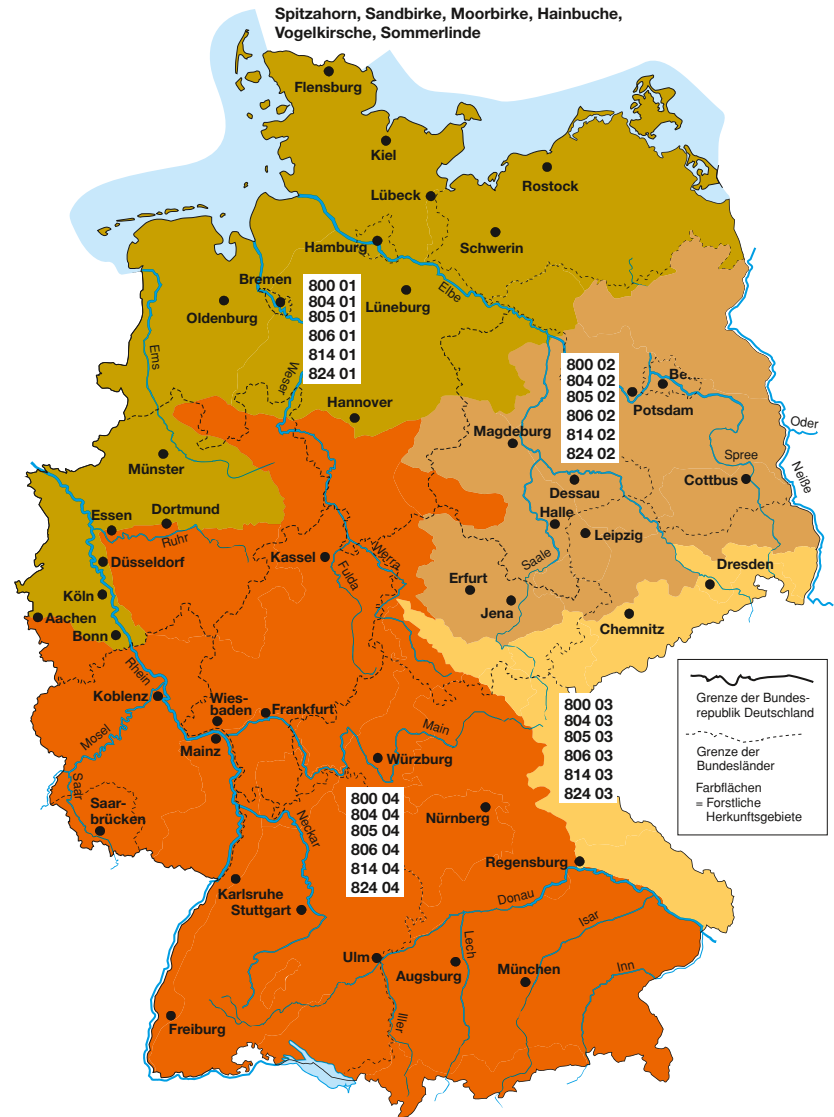 Spitzahorn, Sandbirke, Moorbirke, Hainbuche,
Vogelkirsche, Sommerlinde
Flensburg
Kiel
Rostock
Lübeck
Schwerin
Hamburg
Bremen
Elbe
Lüneburg
Oldenburg
800 01
804 01
805 01
806 01
814 01
824 01
Ems
Weser
Hannover
800 02
804 02
805 02
806 02
814 02
824 02
Be...
Potsdam
Oder
Magdeburg
Münster
Spree
Neiße
Cottbus
Dessau
Essen
Dortmund
Halle
Leipzig
Ruhr
Kassel
Werra
Düsseldorf
Fulda
Saale
Dresden
Erfurt
Köln
Jena
Chemnitz
Aachen
Bonn
Rhein
Koblenz
Wies-
baden
Frankfurt
Mosel
Mainz
Main
Würzburg
800 03
804 03
805 03
806 03
814 03
824 03
Grenze der Bundes-
republik Deutschland
Grenze der
Bundesländer
Farbflächen
= Forstliche
Herkunftsgebiete
Saar
Saar-
brücken
Neckar
800 04
804 04
805 04
806 04
814 04
824 04
Nürnberg
Regensburg
Karlsruhe
Stuttgart
Donau
Isar
Lech
Ulm
Augsburg
München
Inn
Iller
Freiburg